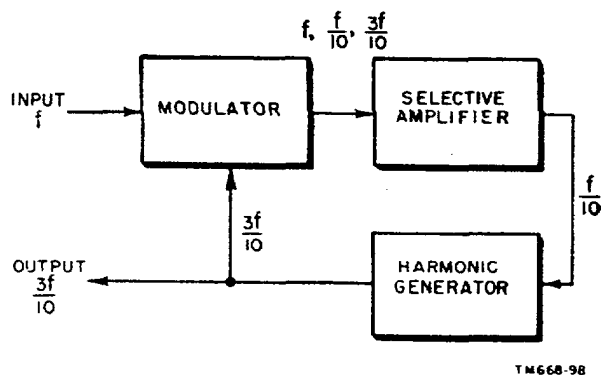 f, f/10, 3f/10
INPUT
f
MODULATOR
SELECTIVE
AMPLIFIER
f/10
3f/10
OUTPUT
3f/10
HARMONIC
GENERATOR
TM668-98